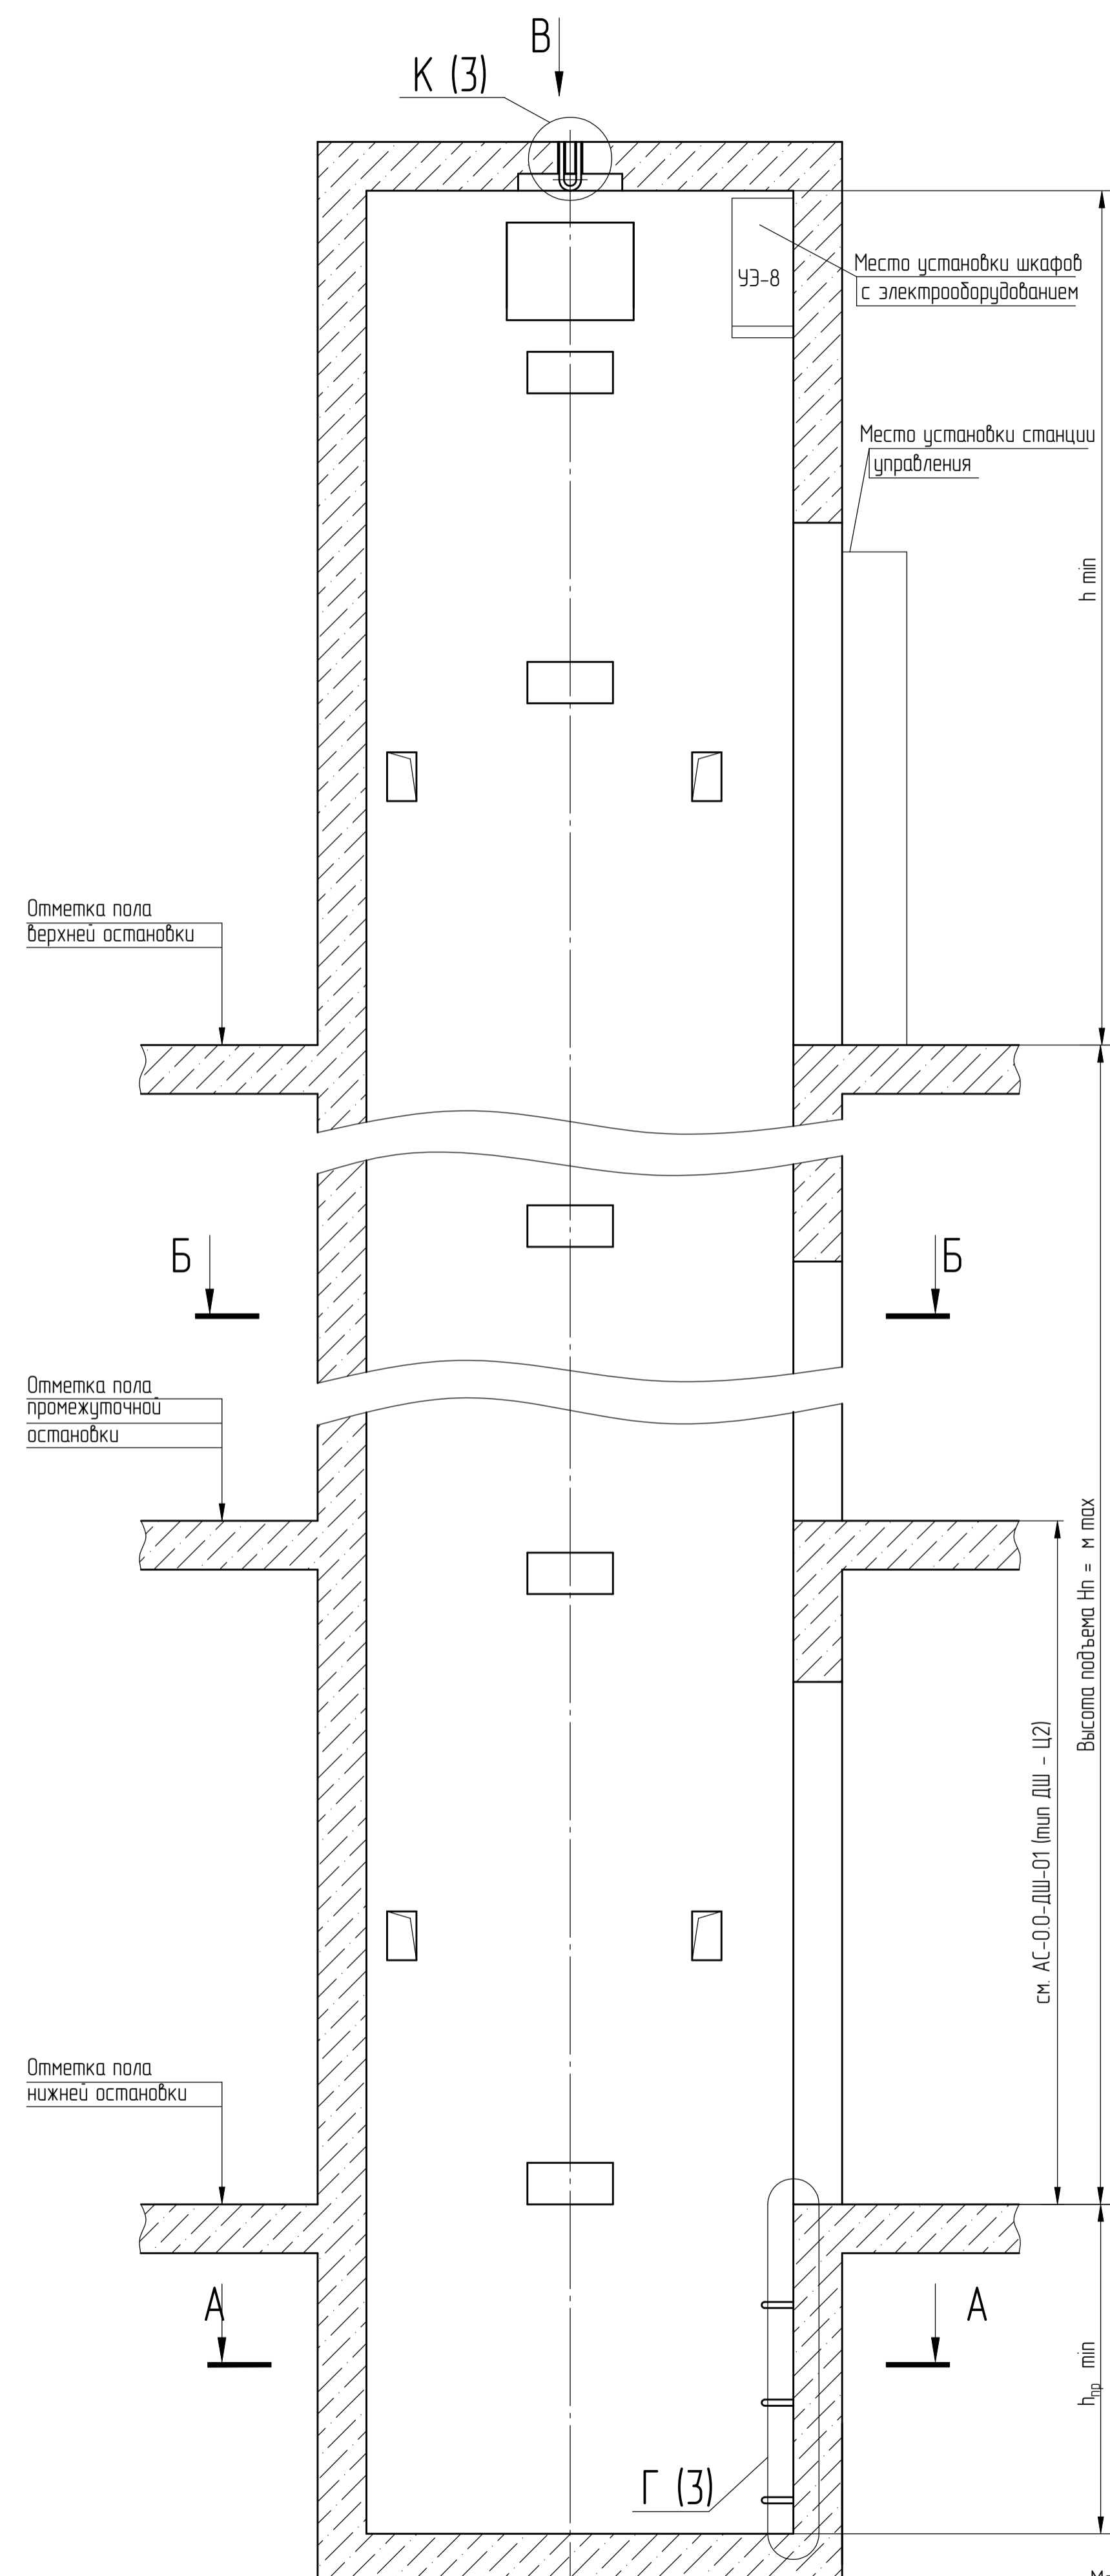 В
К (3)
УЭ-8
Место установки шкафов
с электрооборудованием
Место установки станции
управления
h min
Отметка пола
верхней остановки
Б
Б
Отметка пола
промежуточной
остановки
Высота подъема Нп = м max
см. АС-0.0-ДШ-01 (тип ДШ - Ц2)
Отметка пола
нижней остановки
А
А
hпр min
Г (3)